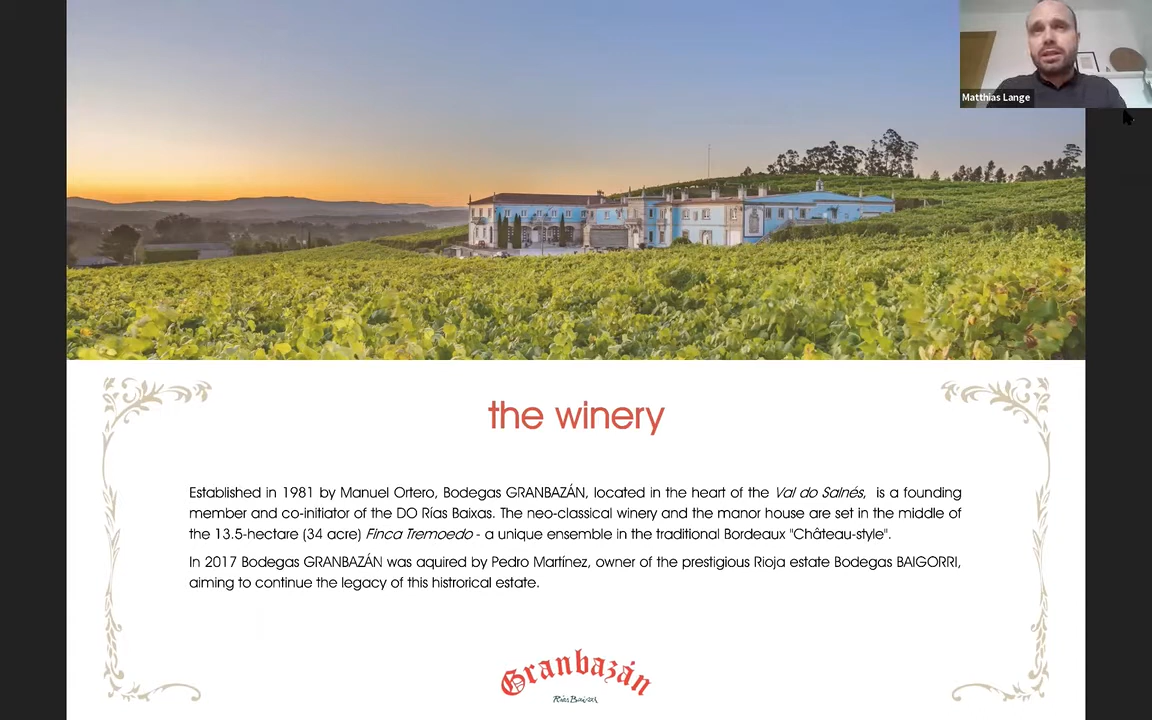 Matthias Lange
the winery
Established in 1981 by Manuel Ortero, Bodegas GRANBAZÁN, located in the heart of the Val do Salnés, is a founding
member and co-initiator of the DO Rías Baixas. The neo-classical winery and the manor house are set in the middle of
the 13.5-hectare (34 acre) Finca Tremoedo - a unique ensemble in the traditional Bordeaux "Château-style".
In 2017 Bodegas GRANBAZÁN was aquired by Pedro Martínez, owner of the prestigious Rioja estate Bodegas BAIGORRI,
aiming to continue the legacy of this histrorical estate.
Granbazán
Rías Baixas